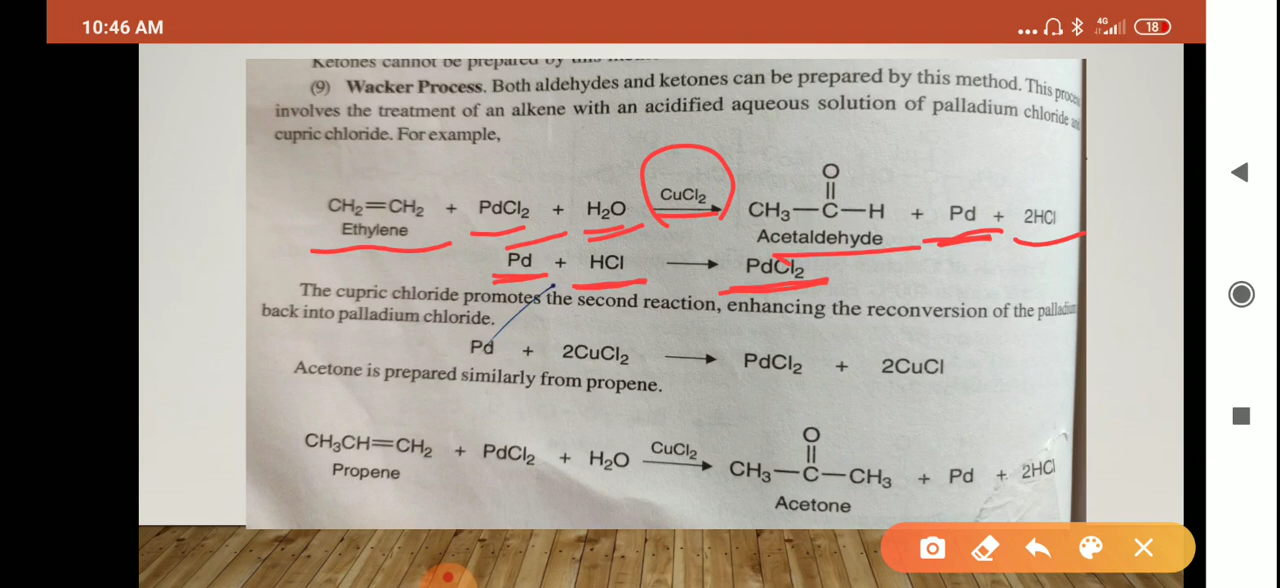 10:46 AM
4G
18
Ketones cannot be prepared by this
(9) Wacker Process. Both aldehydes and ketones can be prepared by this method. This process
involves the treatment of an alkene with an acidified aqueous solution of palladium chloride and
cupric chloride. For example,
O
CH₂=CH₂ + PdCl₂ + H₂O CuCl₂ → CH₃—C—H + Pd + 2HCl
Ethylene Acetaldehyde
Pd + HCl → PdCl₂
The cupric chloride promotes the second reaction, enhancing the reconversion of the palladium
back into palladium chloride.
Pd + 2CuCl₂ → PdCl₂ + 2CuCl
Acetone is prepared similarly from propene.
O
CH₃CH=CH₂ + PdCl₂ + H₂O CuCl₂ → CH₃—C—CH₃ + Pd + 2HCl
Propene Acetone